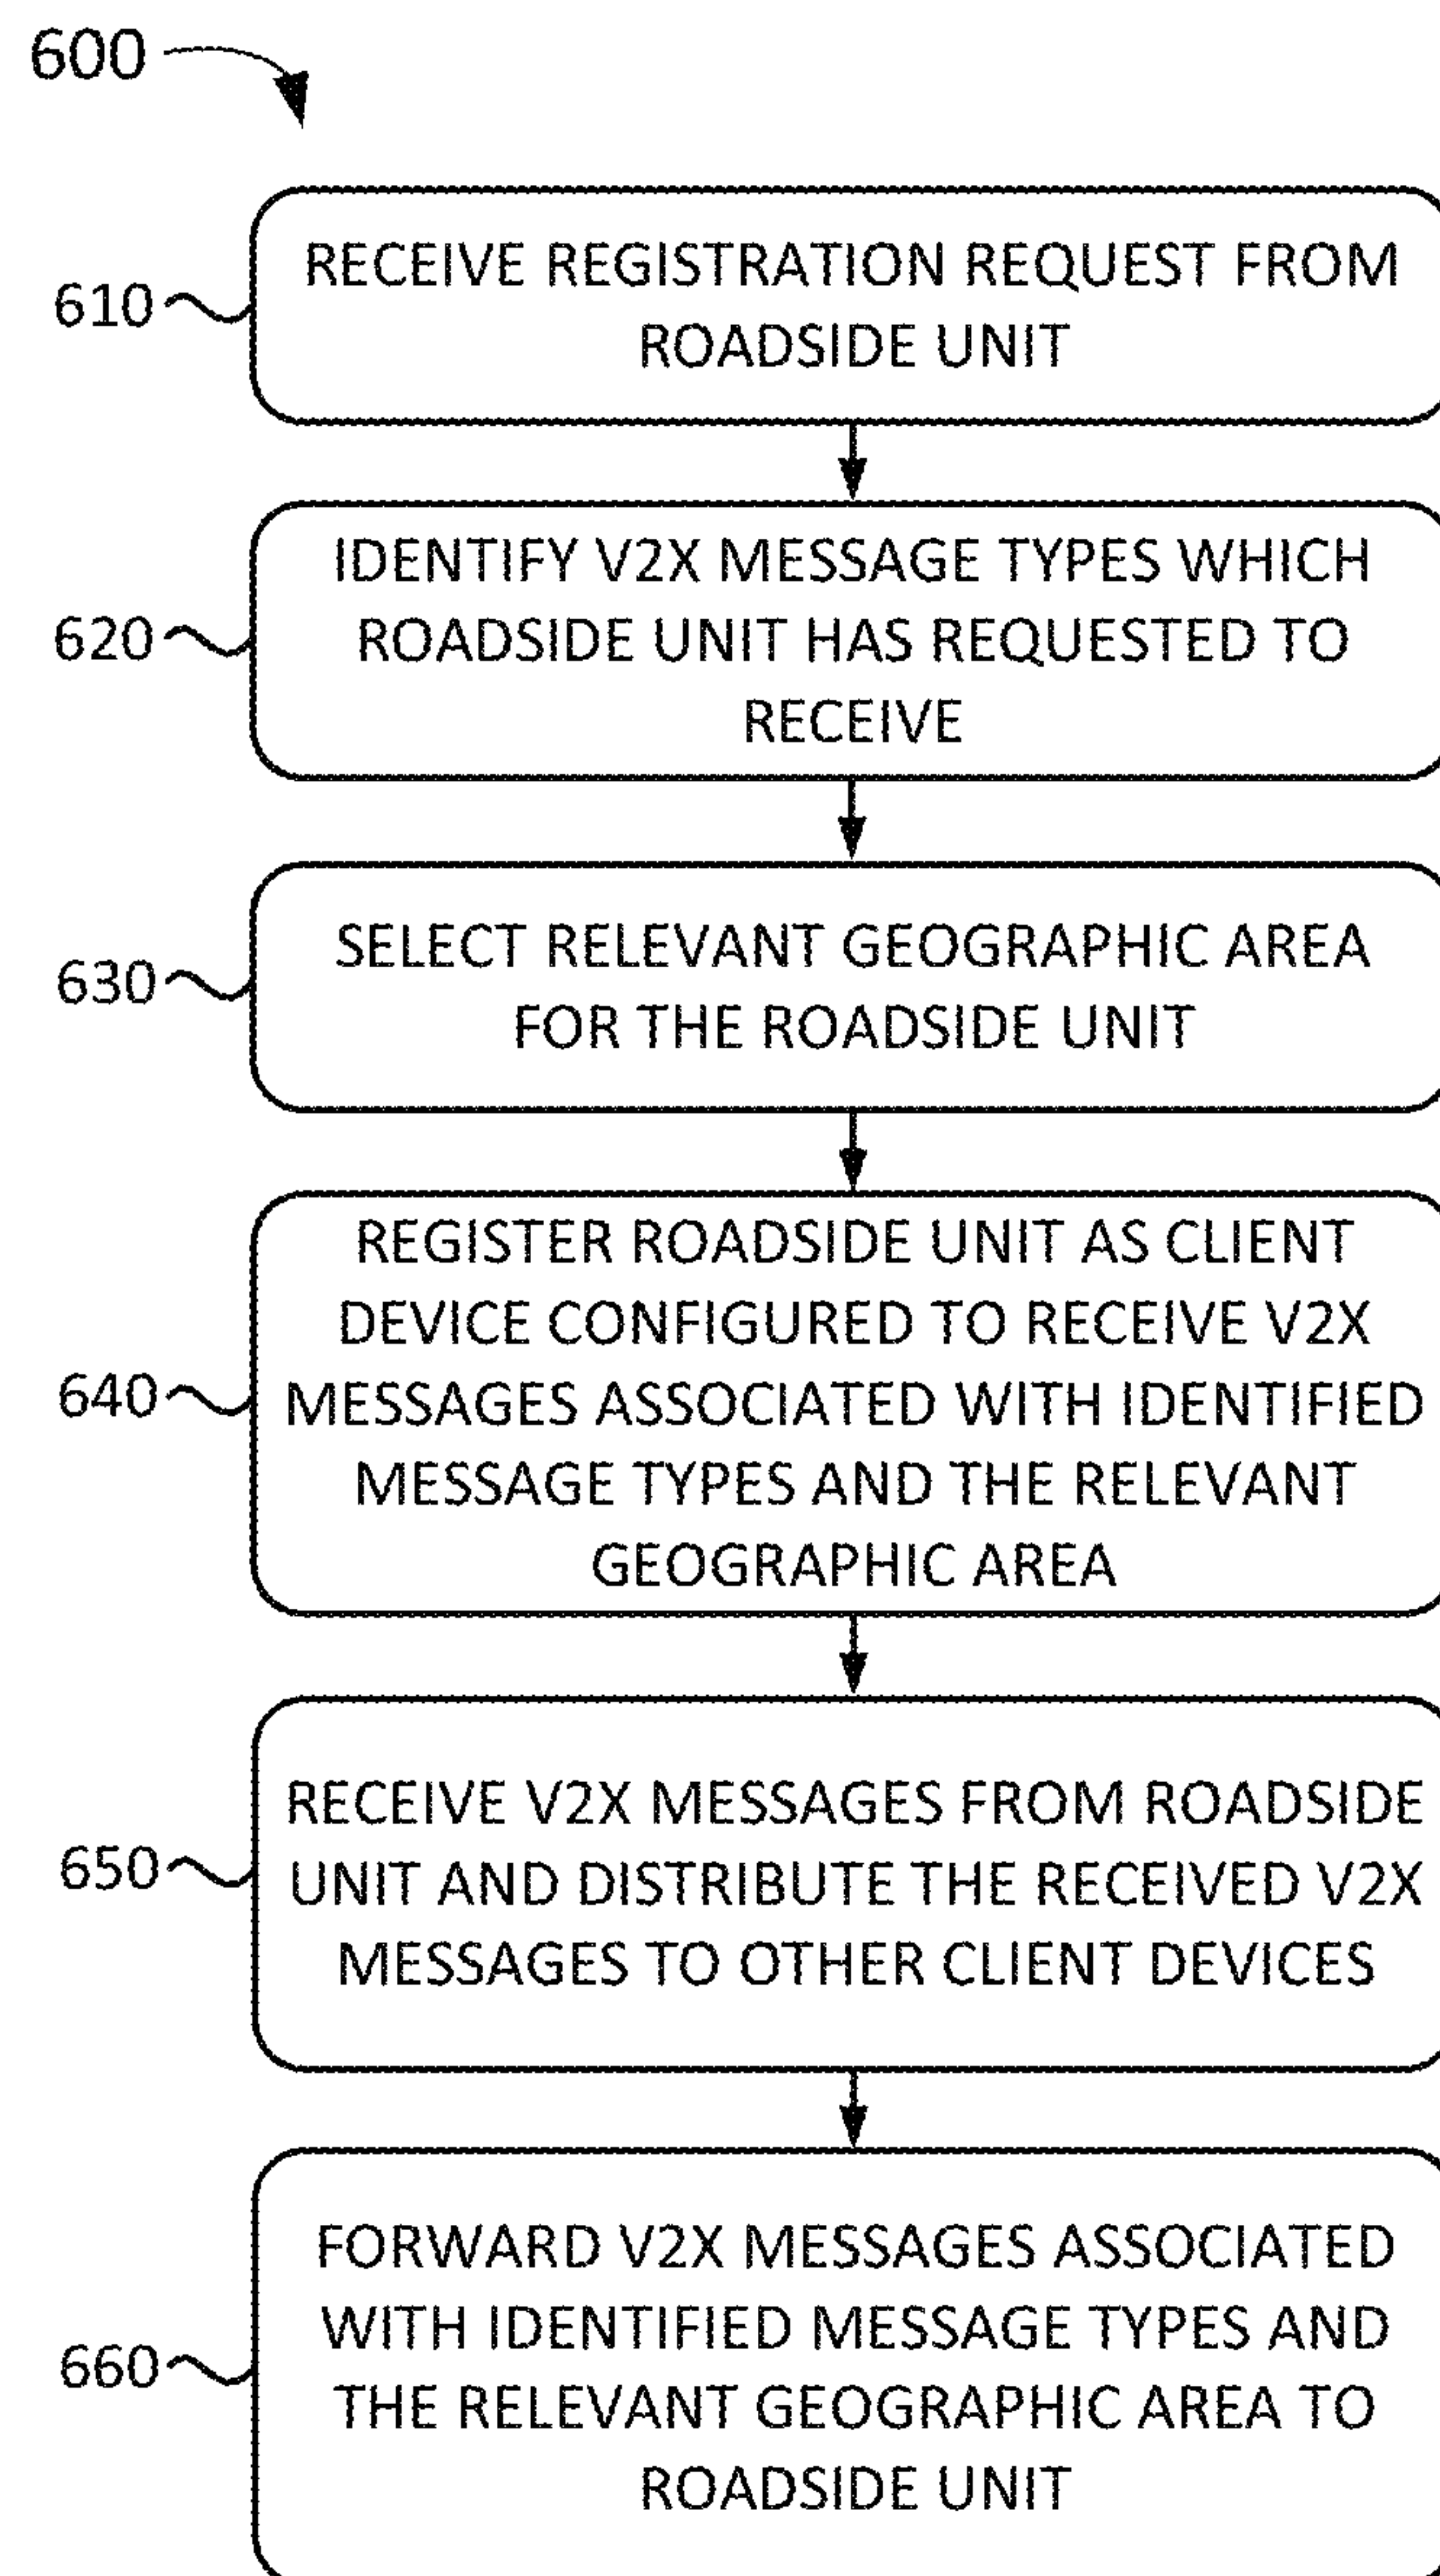 600
610
RECEIVE REGISTRATION REQUEST FROM
ROADSIDE UNIT
620
IDENTIFY V2X MESSAGE TYPES WHICH
ROADSIDE UNIT HAS REQUESTED TO
RECEIVE
630
SELECT RELEVANT GEOGRAPHIC AREA
FOR THE ROADSIDE UNIT
640
REGISTER ROADSIDE UNIT AS CLIENT
DEVICE CONFIGURED TO RECEIVE V2X
MESSAGES ASSOCIATED WITH IDENTIFIED
MESSAGE TYPES AND THE RELEVANT
GEOGRAPHIC AREA
650
RECEIVE V2X MESSAGES FROM ROADSIDE
UNIT AND DISTRIBUTE THE RECEIVED V2X
MESSAGES TO OTHER CLIENT DEVICES
660
FORWARD V2X MESSAGES ASSOCIATED
WITH IDENTIFIED MESSAGE TYPES AND
THE RELEVANT GEOGRAPHIC AREA TO
ROADSIDE UNIT